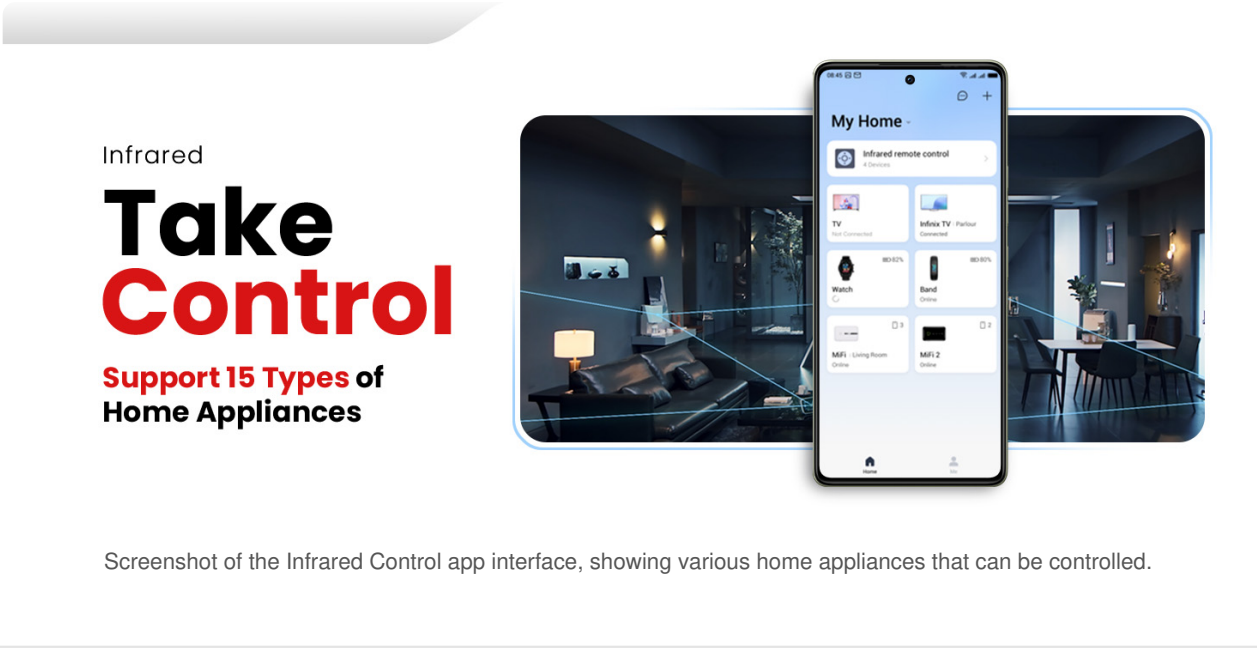 Infrared
Take
Control
Support 15 Types of
Home Appliances
08:45
My Home
Infrared remote control
4 Devices
TV
Not Connected
Infinix TV · Parlour
Connected
82%
Watch
80%
Band
Online
3
MiFi · Living Room
Online
2
MiFi 2
Online
Home
Me
Screenshot of the Infrared Control app interface, showing various home appliances that can be controlled.